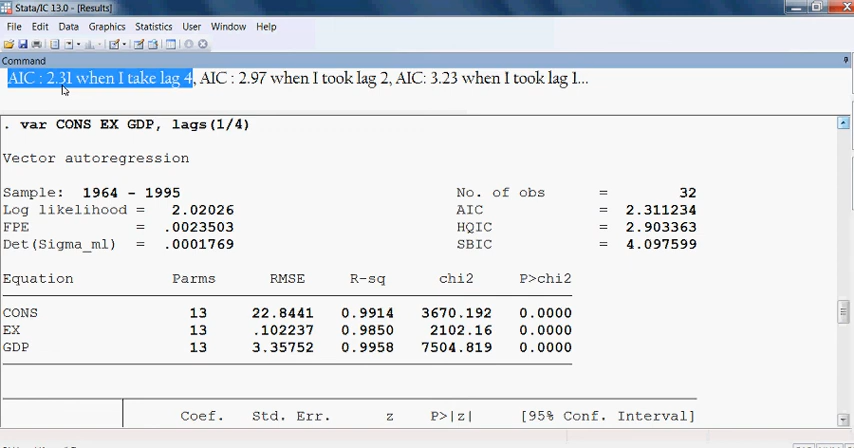 Stata/IC 13.0 - [Results]
File Edit Data Graphics Statistics User Window Help
Command
AIC : 2.31 when I take lag 4, AIC : 2.97 when I took lag 2, AIC: 3.23 when I took lag 1...
. var CONS EX GDP, lags(1/4)
Vector autoregression
Sample: 1964 - 1995 No. of obs = 32
Log likelihood = 2.02026 AIC = 2.311234
FPE = .0023503 HQIC = 2.903363
Det(Sigma_ml) = .0001769 SBIC = 4.097599
Equation Parms RMSE R-sq chi2 P>chi2
CONS 13 22.8441 0.9914 3670.192 0.0000
EX 13 .102237 0.9850 2102.16 0.0000
GDP 13 3.35752 0.9958 7504.819 0.0000
Coef. Std. Err. z P>|z| [95% Conf. Interval]